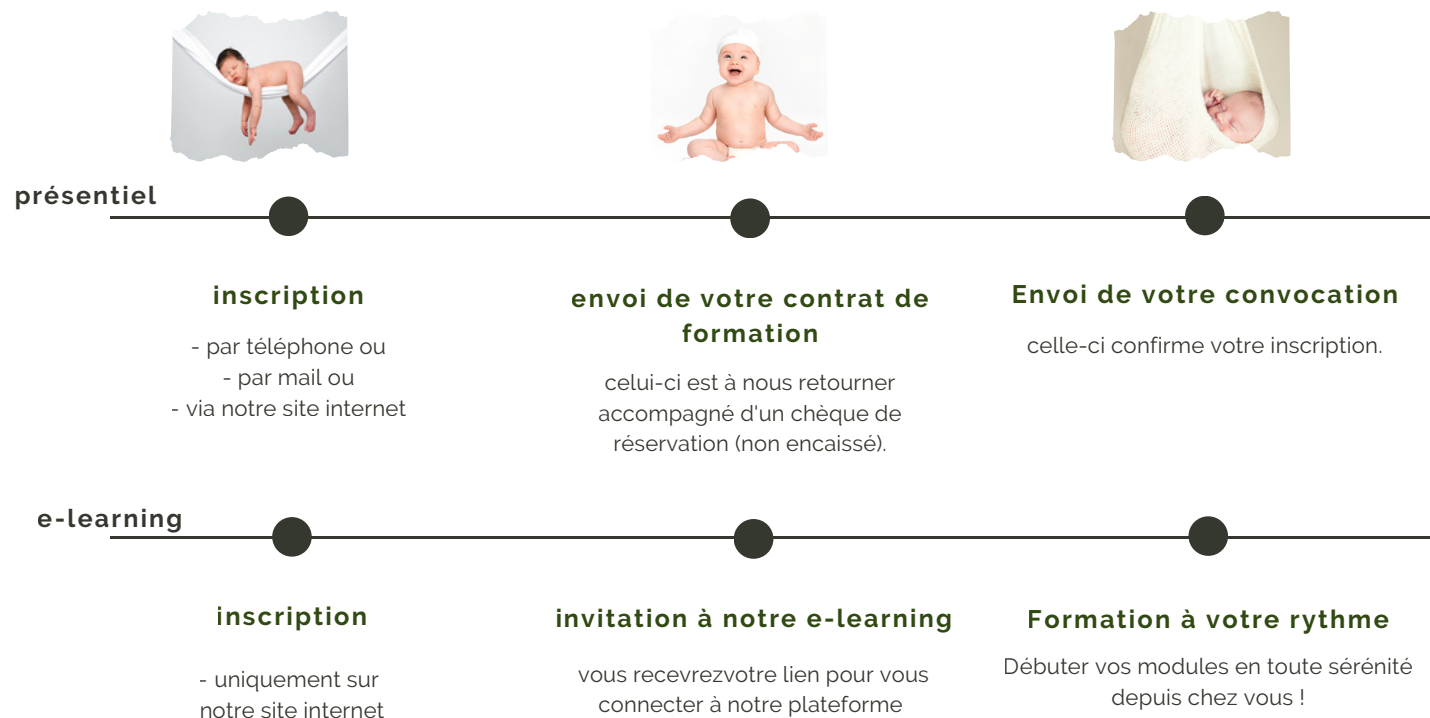 présentiel
inscription
- par téléphone ou
- par mail ou
- via notre site internet
envoi de votre contrat de
formation
celui-ci est à nous retourner
accompagné d'un chèque de
réservation (non encaissé).
Envoi de votre convocation
celle-ci confirme votre inscription.
e-learning
inscription
- uniquement sur
notre site internet
invitation à notre e-learning
vous recevrezvotre lien pour vous
connecter à notre plateforme
Formation à votre rythme
Débuter vos modules en toute sérénité
depuis chez vous !